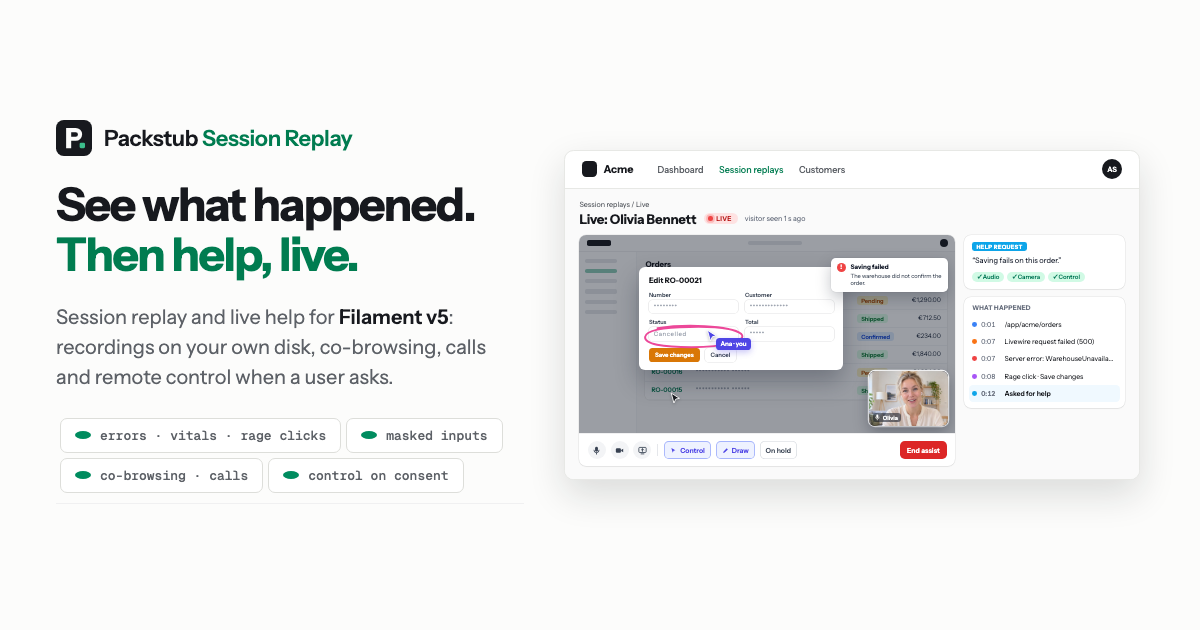 P.
Packstub Session Replay
See what happened.
Then help, live.
Session replay and live help for Filament v5:
recordings on your own disk, co-browsing, calls
and remote control when a user asks.
errors · vitals · rage clicks
masked inputs
co-browsing · calls
control on consent
Acme
Dashboard
Session replays
Customers
AS
Session replays / Live
Live: Olivia Bennett
LIVE
visitor seen 1 s ago
Orders
Edit RO-00021
Number
Customer
Status
Total
Cancelled
Ana · you
Save changes
Cancel
Saving failed
The warehouse did not confirm the
order.
Pending
€1,290.00
Shipped
€712.50
Confirmed
€234.00
Shipped
€1,840.00
RO-00016
RO-00015
Olivia
Control
Draw
On hold
End assist
HELP REQUEST
"Saving fails on this order."
✓Audio
✓Camera
✓Control
WHAT HAPPENED
0:01 /app/acme/orders
0:07 Livewire request failed (500)
0:07 Server error: WarehouseUnavaila...
0:08 Rage click · Save changes
0:12 Asked for help